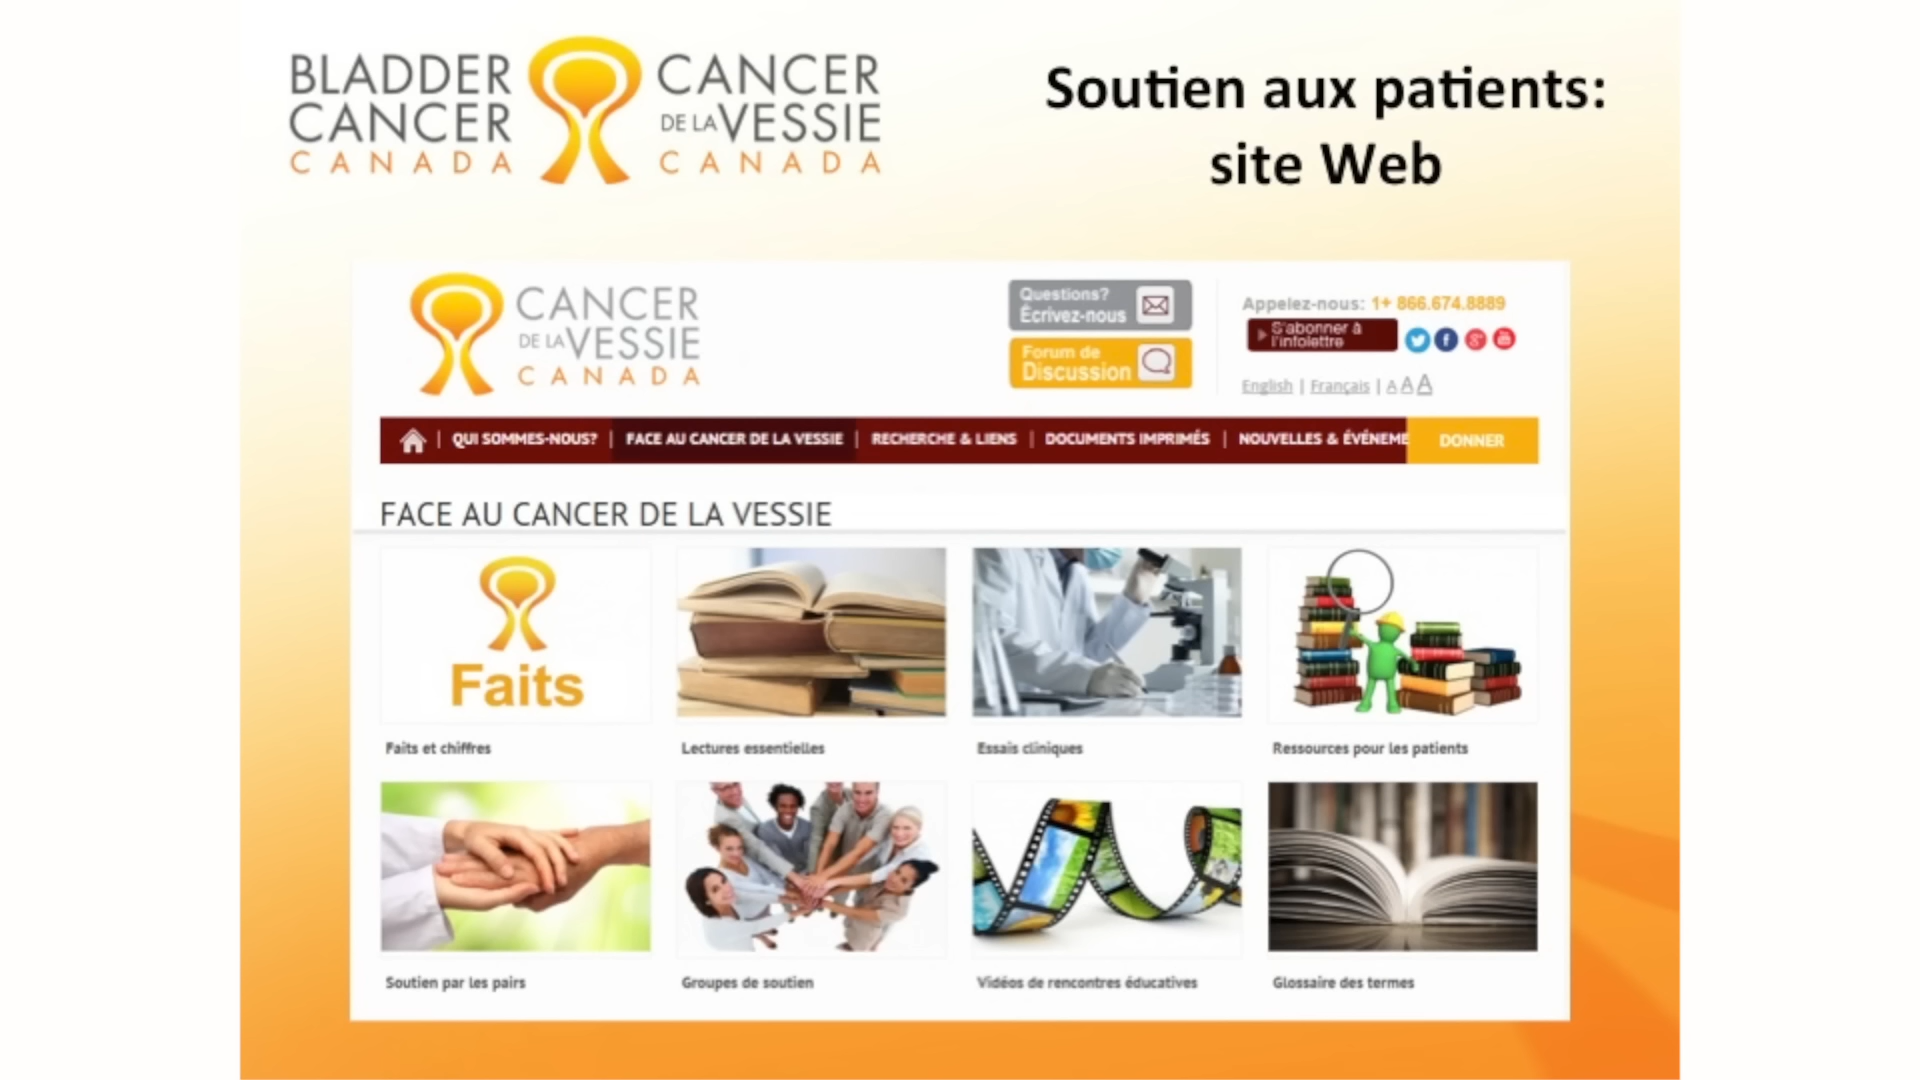 BLADDER CANCER CANADA
CANCER DE LA VESSIE CANADA
Soutien aux patients:
site Web
CANCER
DE LA VESSIE
CANADA
Questions?
Écrivez-nous
Forum de
Discussion
Appelez-nous: 1+ 866.674.8889
S'abonner à
l'infolettre
English | Français | A A A
QUI SOMMES-NOUS? | FACE AU CANCER DE LA VESSIE | RECHERCHE & LIENS | DOCUMENTS IMPRIMÉS | NOUVELLES & ÉVÉNEME DONNER
FACE AU CANCER DE LA VESSIE
Faits
Faits et chiffres
Lectures essentielles
Essais cliniques
Ressources pour les patients
Soutien par les pairs
Groupes de soutien
Vidéos de rencontres éducatives
Glossaire des termes